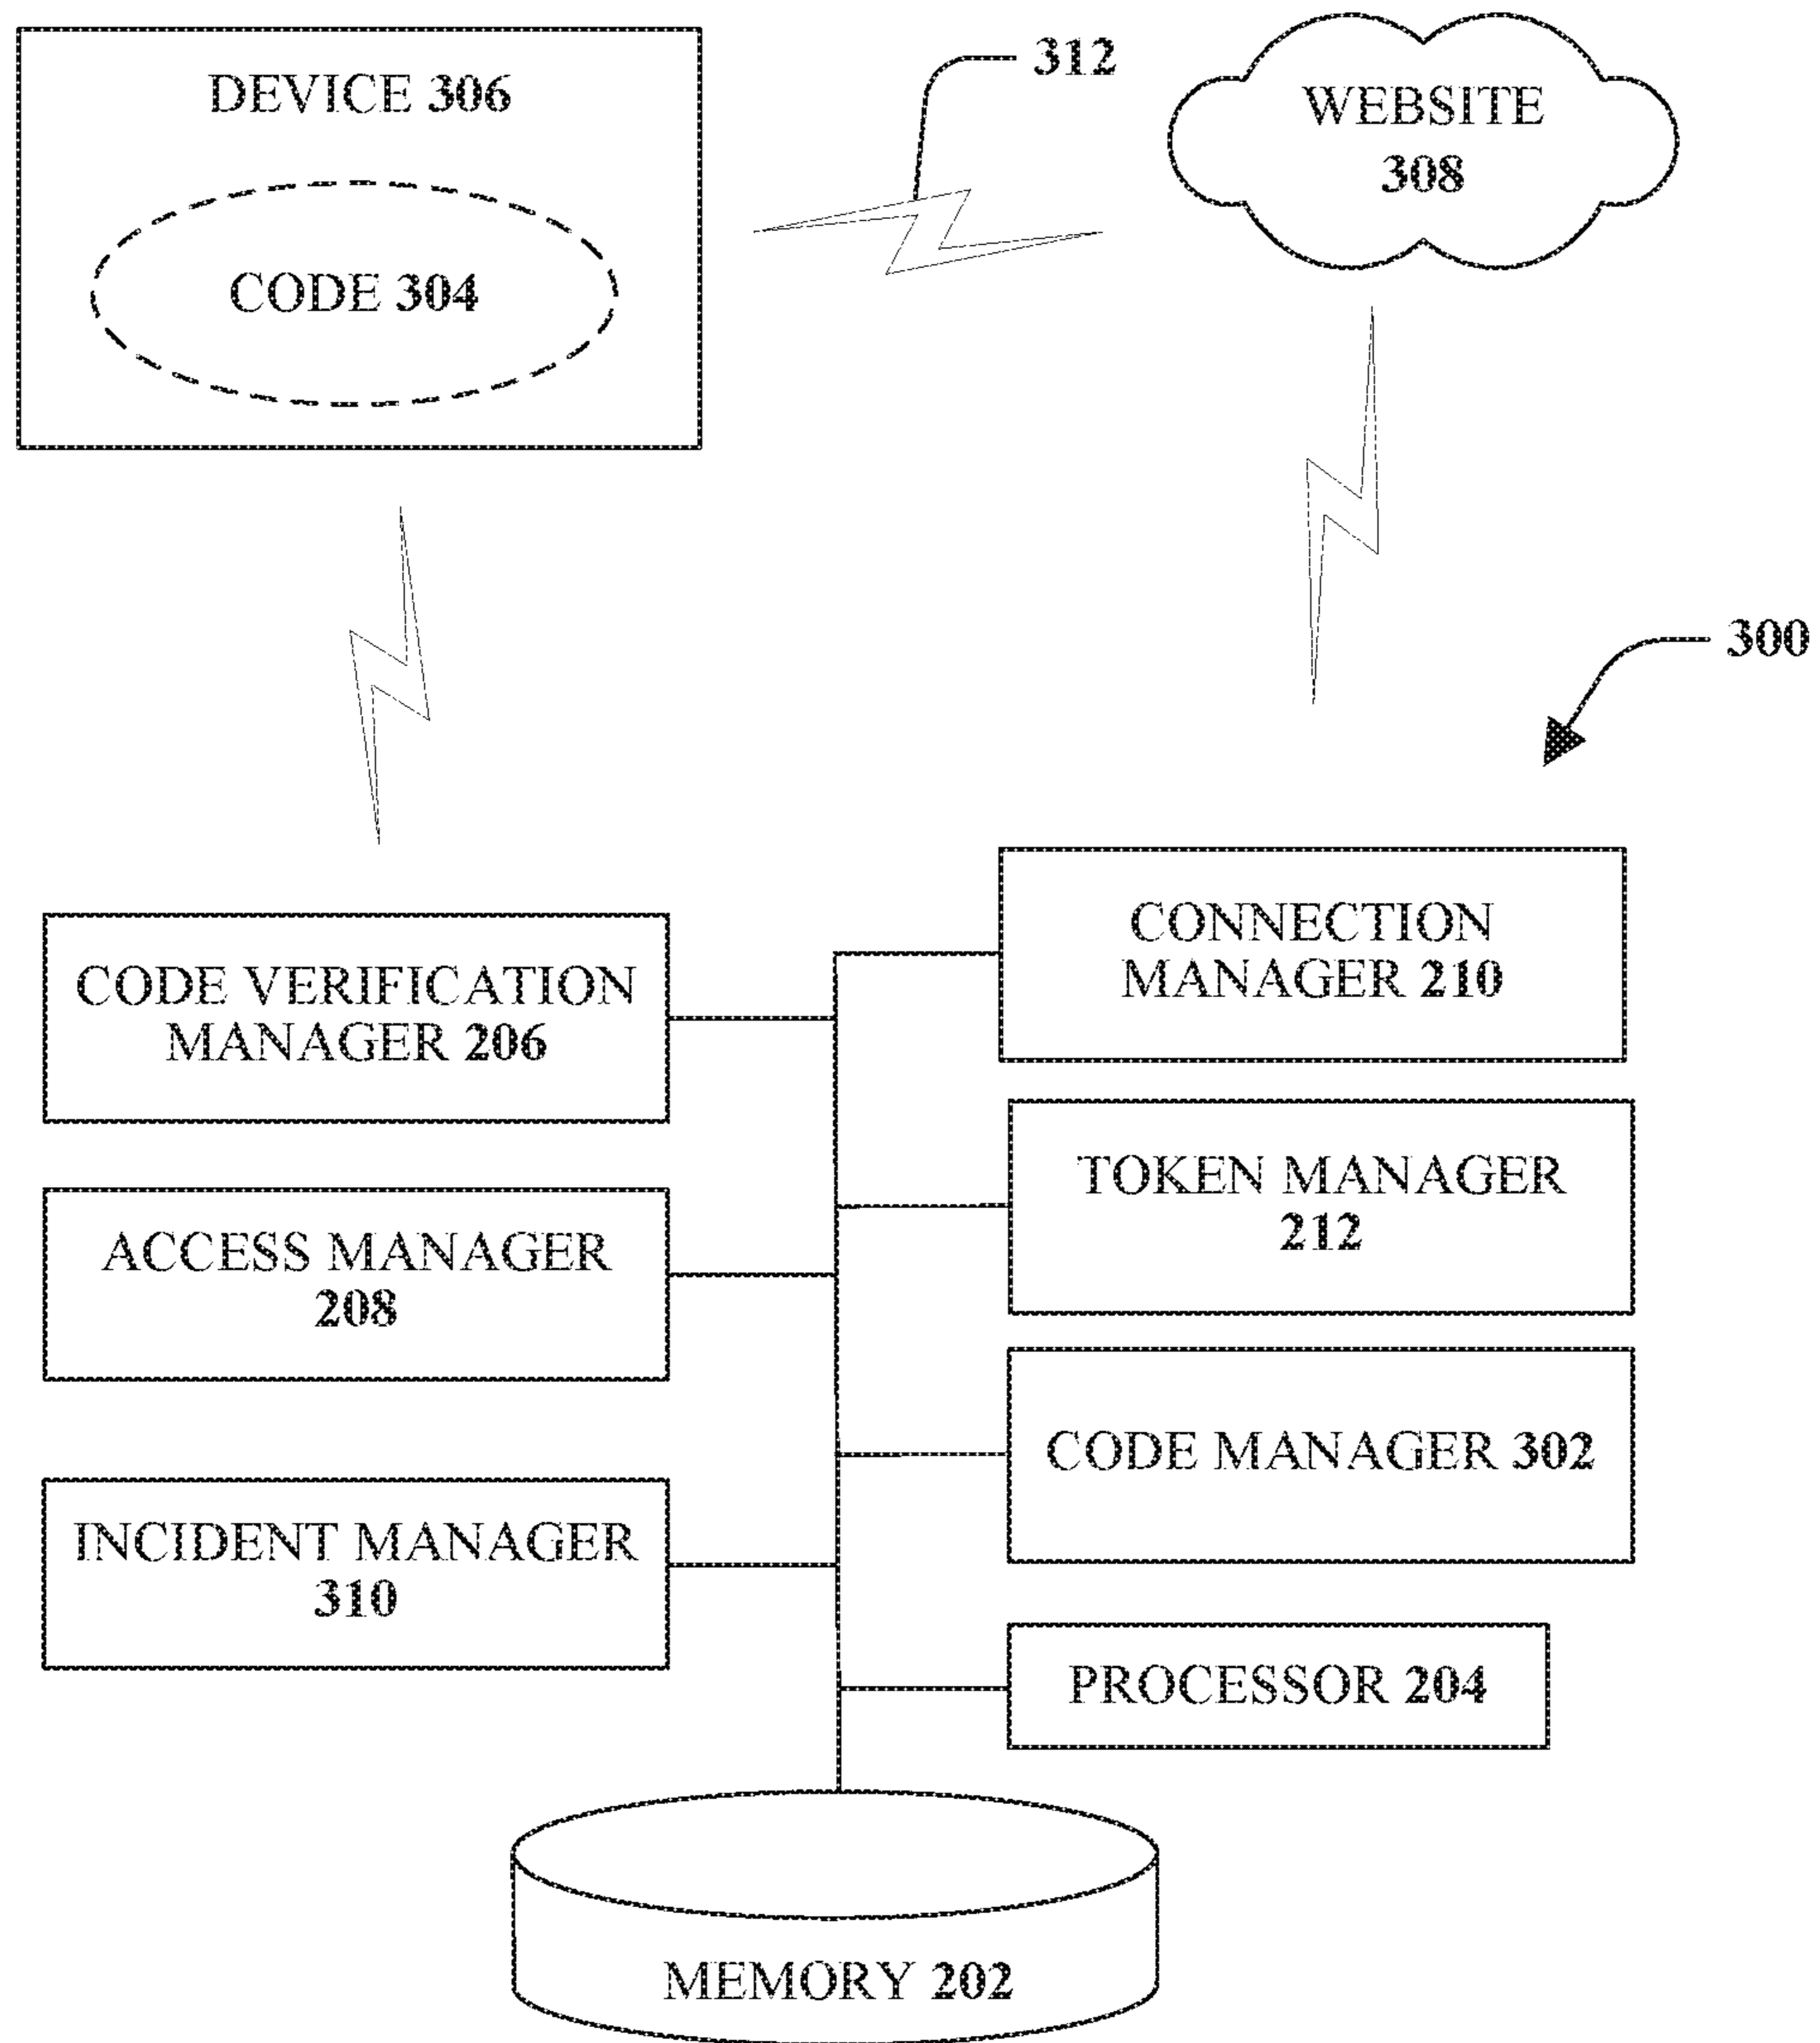 DEVICE 306
CODE 304
312
WEBSITE
308
300
CODE VERIFICATION
MANAGER 206
CONNECTION
MANAGER 210
ACCESS MANAGER
208
TOKEN MANAGER
212
INCIDENT MANAGER
310
CODE MANAGER 302
PROCESSOR 204
MEMORY 202